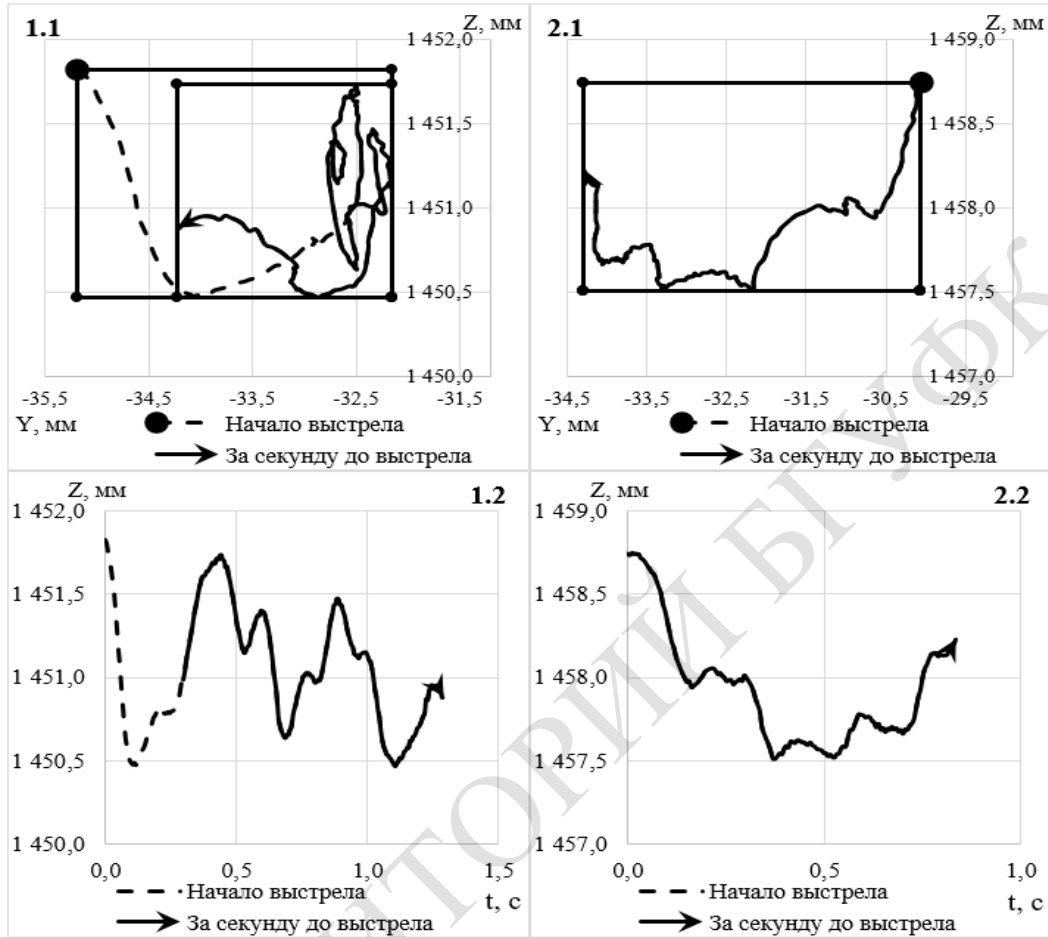 1.1
Z, мм
1 452,0
1 451,5
1 451,0
1 450,5
1 450,0
-35,5 -34,5 -33,5 -32,5 -31,5
Y, мм
Начало выстрела
За секунду до выстрела
2.1
Z, мм
1 459,0
1 458,5
1 458,0
1 457,5
1 457,0
-34,5 -33,5 -32,5 -31,5 -30,5 -29,5
Y, мм
Начало выстрела
За секунду до выстрела
Z, мм
1.2
1 452,0
1 451,5
1 451,0
1 450,5
1 450,0
0,0 0,5 1,0 1,5
Начало выстрела
t, с
За секунду до выстрела
Z, мм
2.2
1 459,0
1 458,5
1 458,0
1 457,5
1 457,0
0,0 0,5 1,0
Начало выстрела
t, с
За секунду до выстрела
ИТОРИЙ БГУФК